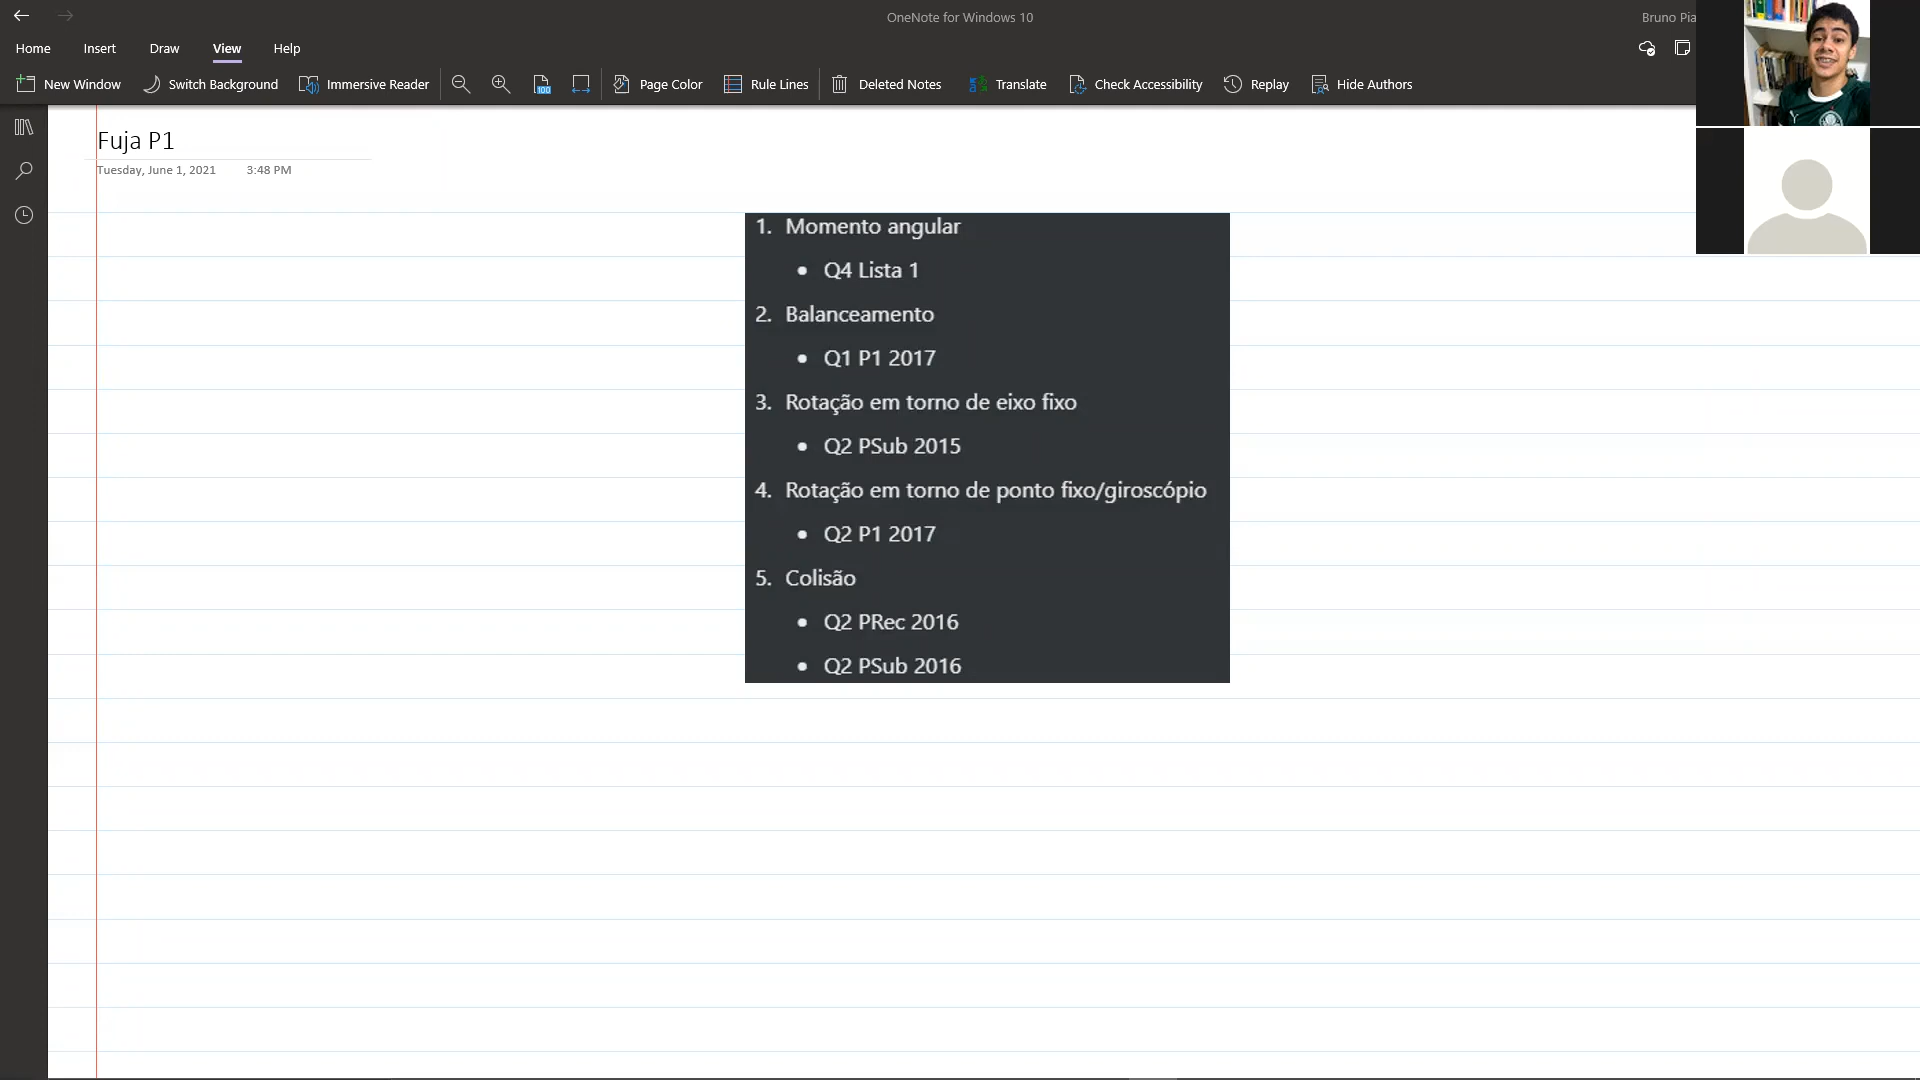 OneNote for Windows 10
Bruno Pia
Home Insert Draw View Help
New Window Switch Background Immersive Reader 100 Page Color Rule Lines Deleted Notes Translate Check Accessibility Replay Hide Authors
Fuja P1
Tuesday, June 1, 2021 3:48 PM
1. Momento angular
• Q4 Lista 1
2. Balanceamento
• Q1 P1 2017
3. Rotação em torno de eixo fixo
• Q2 PSub 2015
4. Rotação em torno de ponto fixo/giroscópio
• Q2 P1 2017
5. Colisão
• Q2 PRec 2016
• Q2 PSub 2016